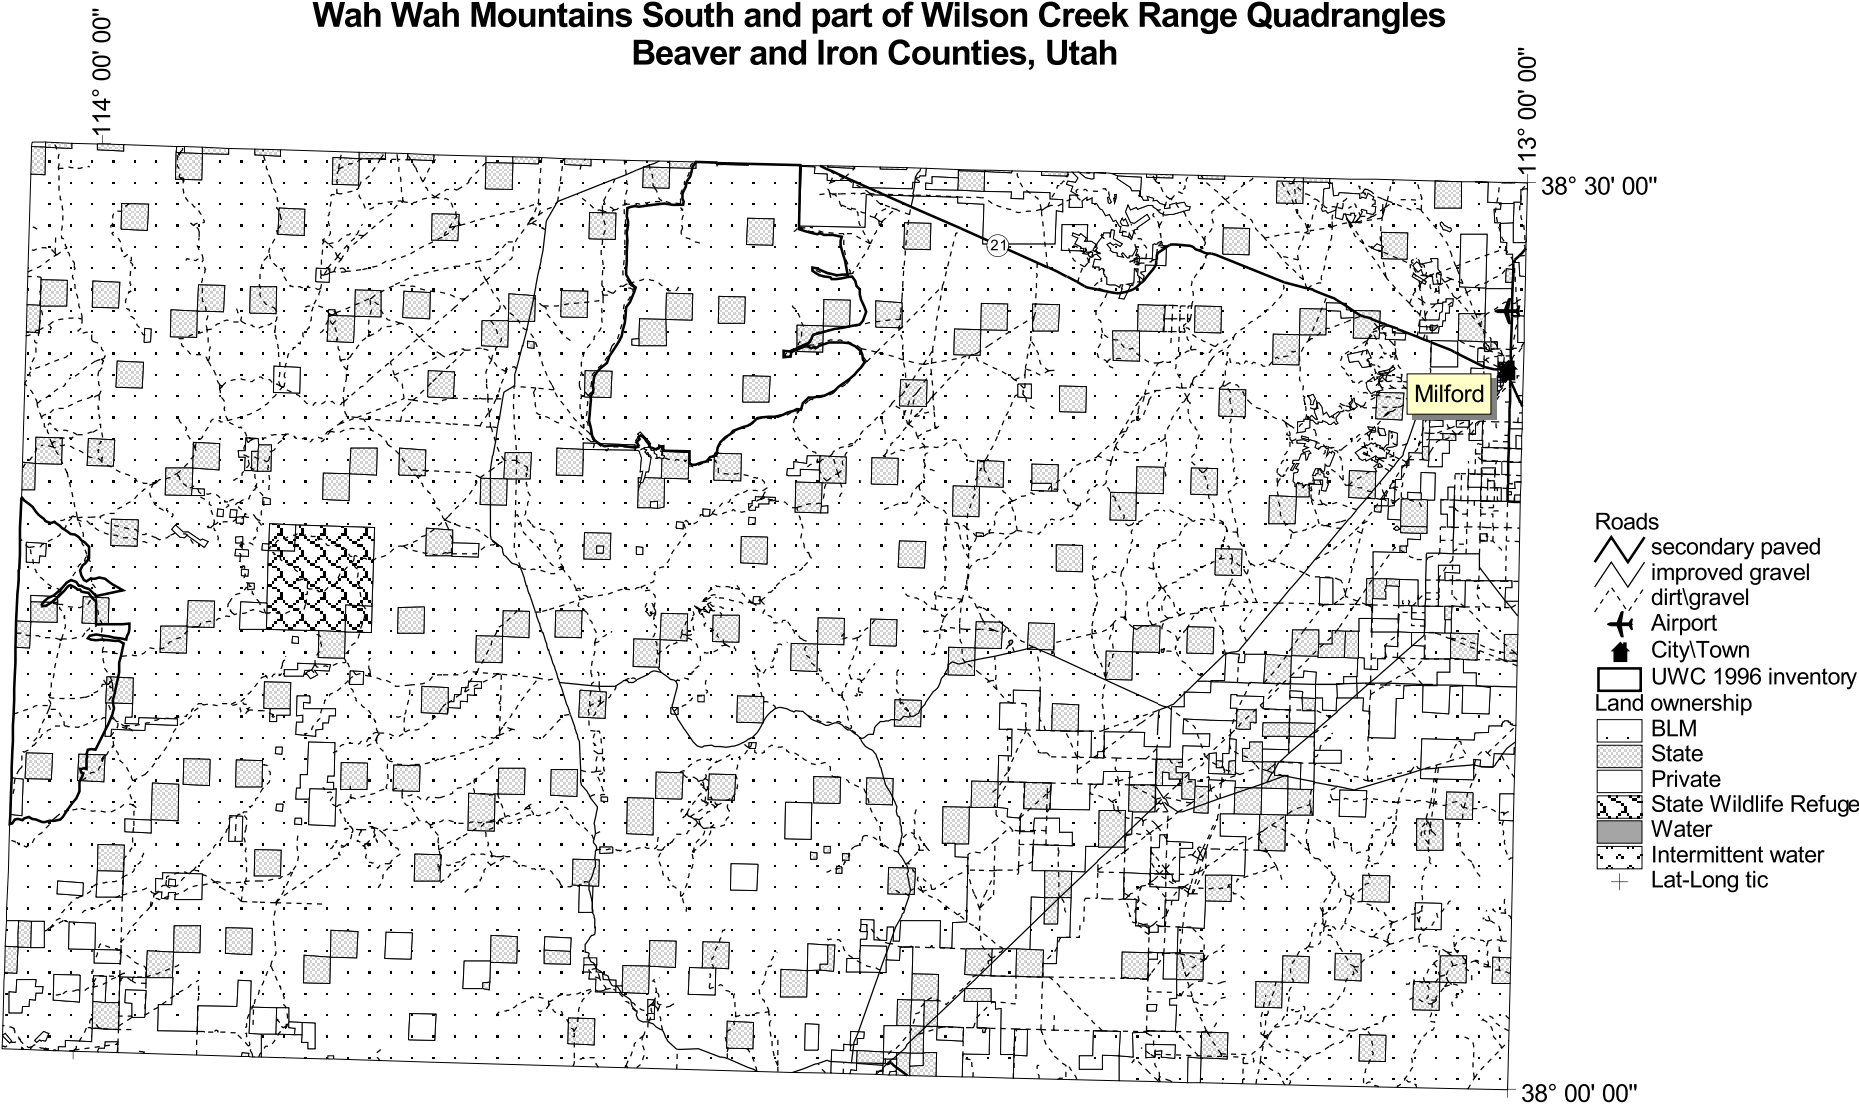 Wah Wah Mountains South and part of Wilson Creek Range Quadrangles
Beaver and Iron Counties, Utah
114° 00' 00"
113° 00' 00"
38° 30' 00"
21
Milford
Roads
secondary paved
improved gravel
dirt\gravel
Airport
City\Town
UWC 1996 inventory
Land ownership
BLM
State
Private
State Wildlife Refuge
Water
Intermittent water
Lat-Long tic
38° 00' 00"